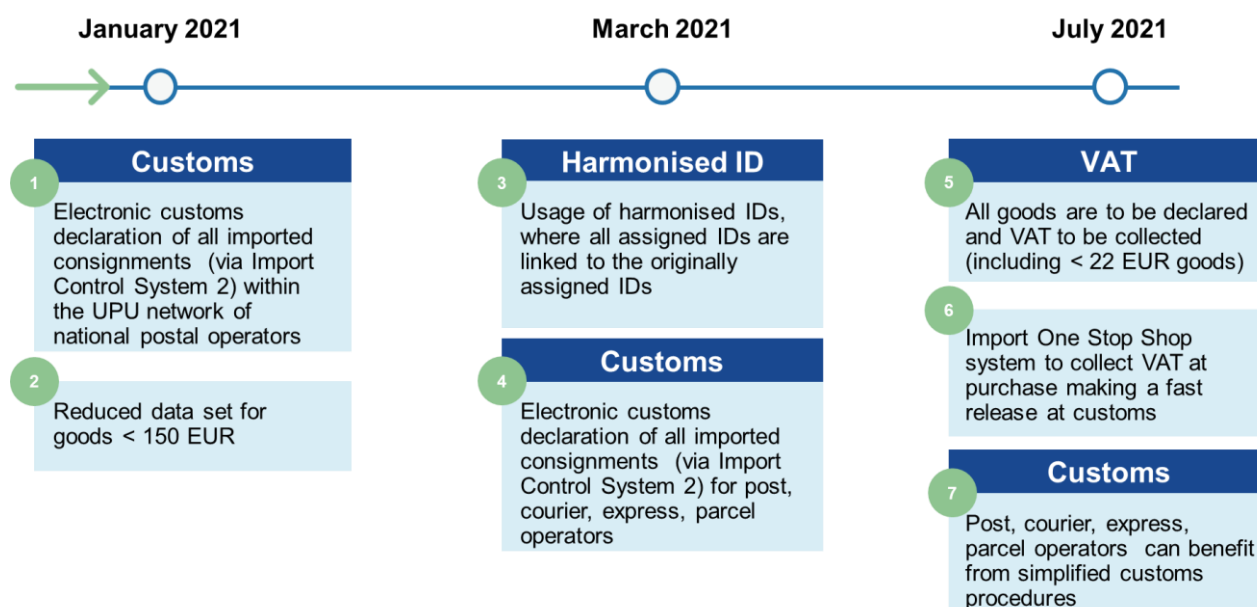 January 2021
March 2021
July 2021
Customs
1
Electronic customs
declaration of all imported
consignments (via Import
Control System 2) within
the UPU network of
national postal operators
2
Reduced data set for
goods < 150 EUR
Harmonised ID
3
Usage of harmonised IDs,
where all assigned IDs are
linked to the originally
assigned IDs
Customs
4
Electronic customs
declaration of all imported
consignments (via Import
Control System 2) for post,
courier, express, parcel
operators
VAT
5
All goods are to be declared
and VAT to be collected
(including < 22 EUR goods)
6
Import One Stop Shop
system to collect VAT at
purchase making a fast
release at customs
Customs
7
Post, courier, express,
parcel operators can benefit
from simplified customs
procedures